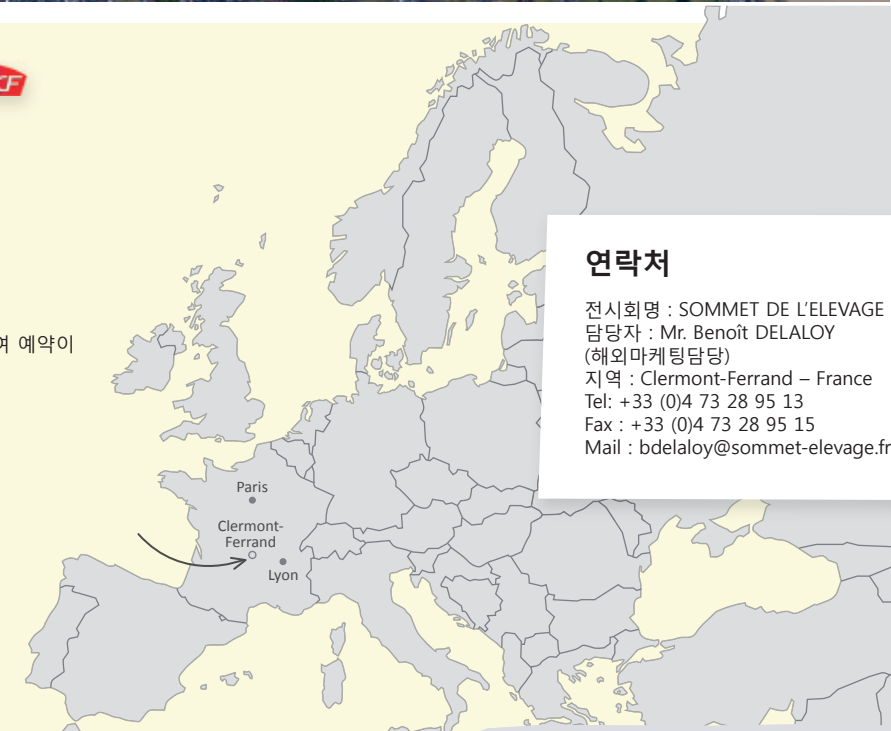 여 예약이
연락처
전시회명 : SOMMET DE L'ELEVAGE
담당자 : Mr. Benoît DELALOY
(해외마케팅담당)
지역 : Clermont-Ferrand – France
Tel: +33 (0)4 73 28 95 13
Fax : +33 (0)4 73 28 95 15
Mail : bdelaloy@sommet-elevage.fr
Paris
Clermont-
Ferrand
Lyon